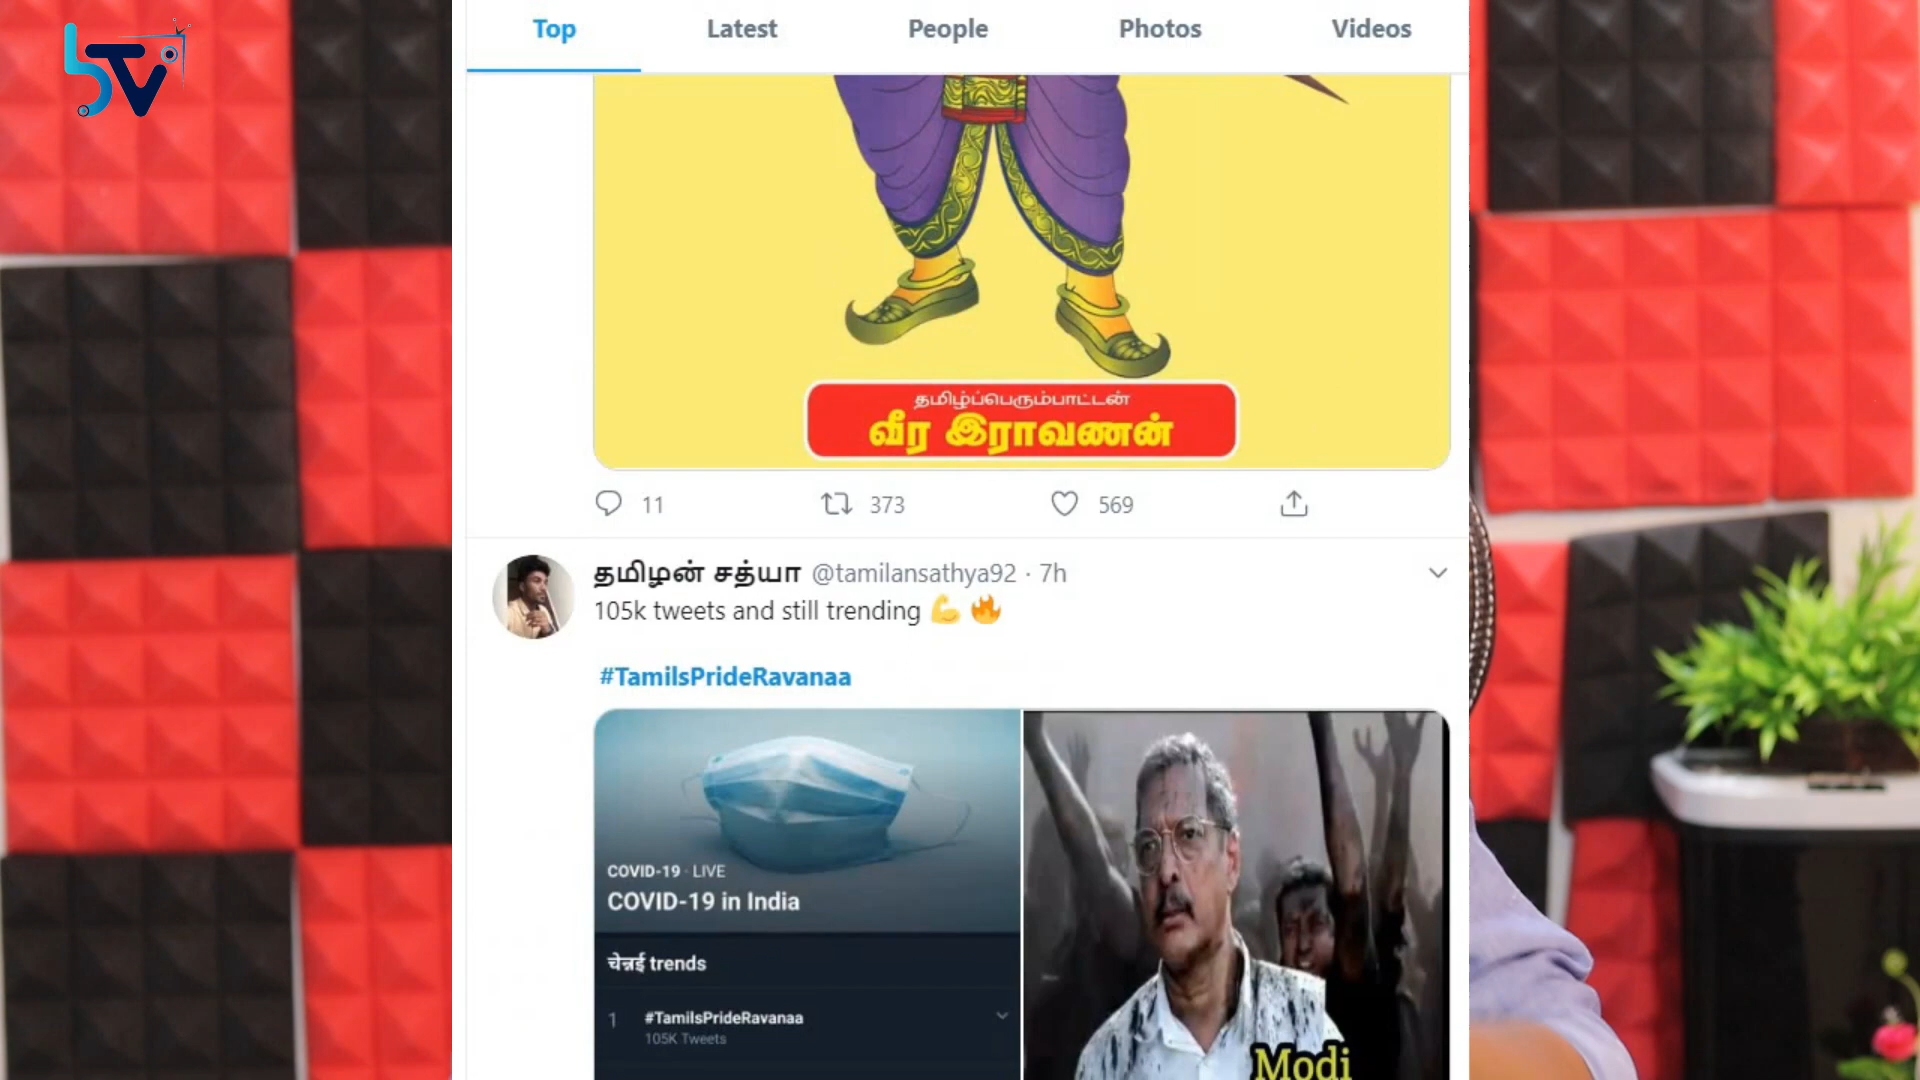 bTV
Top Latest People Photos Videos
தமிழ்ப்பெரும்பாட்டன்
வீர இராவணன்
11 373 569
தமிழன் சத்யா @tamilansathya92 · 7h
105k tweets and still trending 💪 🔥
#TamilsPrideRavanaa
COVID-19 · LIVE
COVID-19 in India
चेन्नई trends
1 #TamilsPrideRavanaa
105K Tweets
Modi